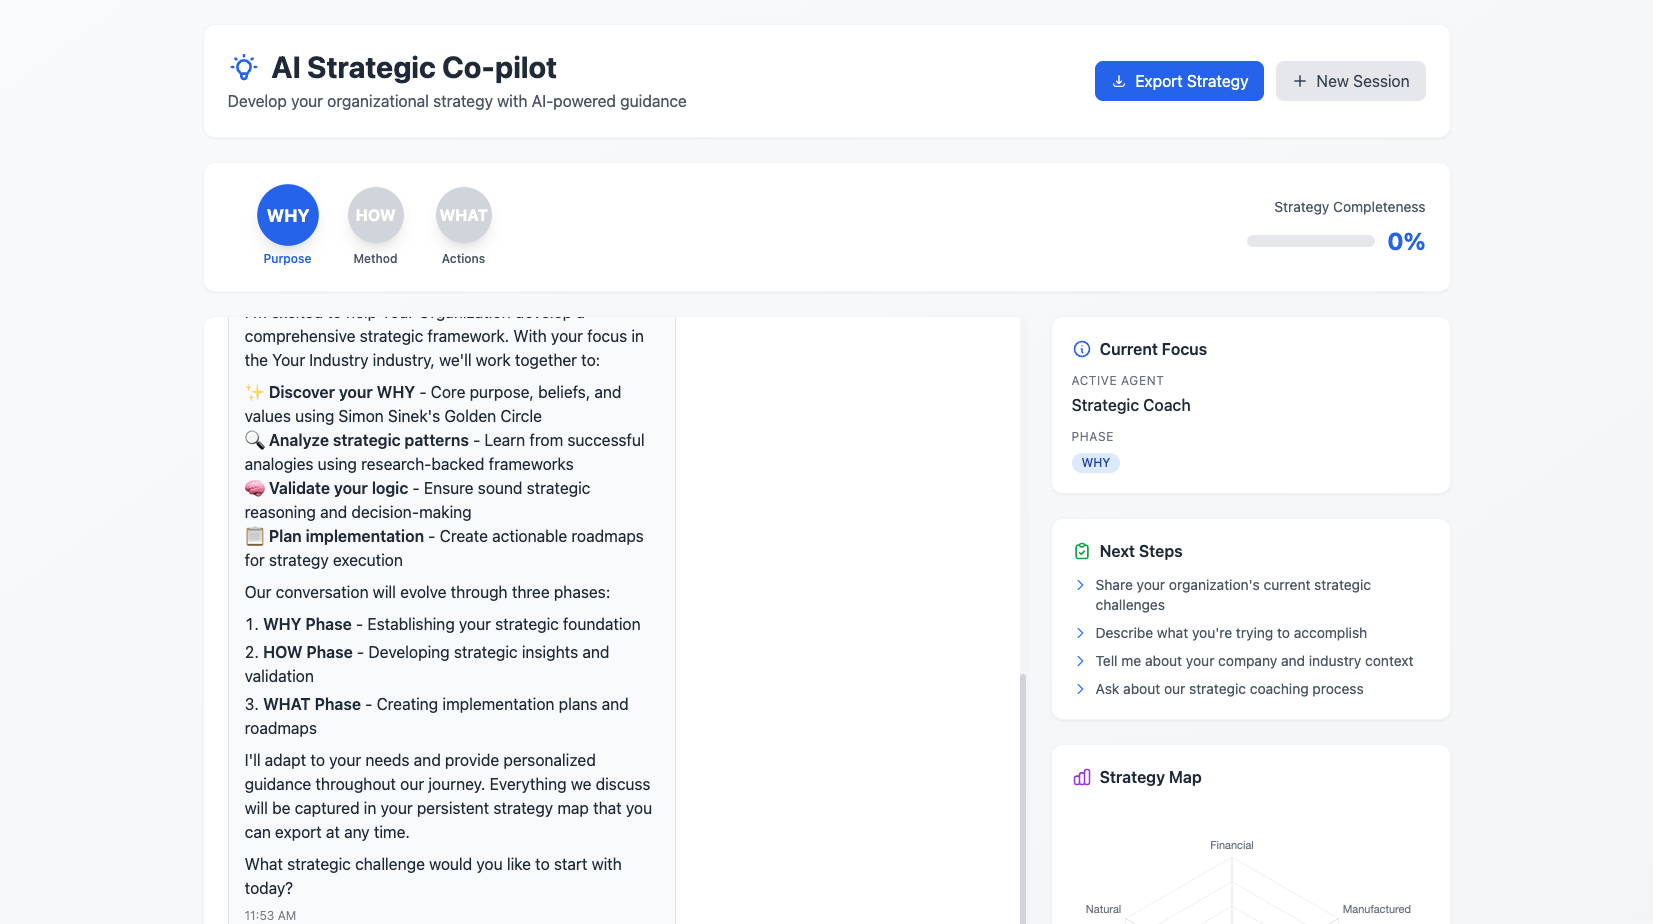 AI Strategic Co-pilot
Develop your organizational strategy with AI-powered guidance
Export Strategy
New Session
WHY
HOW
WHAT
Purpose
Method
Actions
Strategy Completeness
0%
I'm excited to help Your Organization develop a
comprehensive strategic framework. With your focus in
the Your Industry industry, we'll work together to:
✨ Discover your WHY - Core purpose, beliefs, and
values using Simon Sinek's Golden Circle
🔍 Analyze strategic patterns - Learn from successful
analogies using research-backed frameworks
🧠 Validate your logic - Ensure sound strategic
reasoning and decision-making
📋 Plan implementation - Create actionable roadmaps
for strategy execution
Our conversation will evolve through three phases:
1. WHY Phase - Establishing your strategic foundation
2. HOW Phase - Developing strategic insights and
validation
3. WHAT Phase - Creating implementation plans and
roadmaps
I'll adapt to your needs and provide personalized
guidance throughout our journey. Everything we discuss
will be captured in your persistent strategy map that you
can export at any time.
What strategic challenge would you like to start with
today?
11:53 AM
Current Focus
ACTIVE AGENT
Strategic Coach
PHASE
WHY
Next Steps
Share your organization's current strategic
challenges
Describe what you're trying to accomplish
Tell me about your company and industry context
Ask about our strategic coaching process
Strategy Map
Financial
Natural
Manufactured